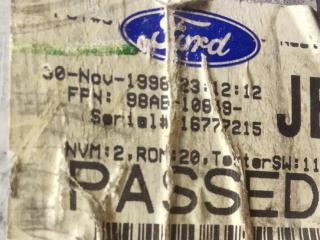 Ford
30-Nov-1998 23:12:12
FPN: 98AB-10849-
Serial# 16777215
JE
NVM:2,ROM:20,TesterSW:11
PASSED